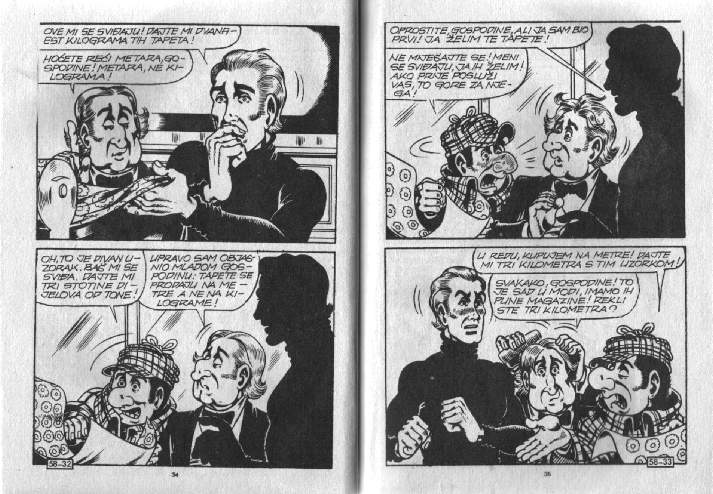 OVE MI SE SVIĐAJU! DAJTE MI DVANA-
EST KILOGRAMA TIH TAPETA!
HOĆETE REĆI METARA, GO-
SPODINE! METARA, NE KI-
LOGRAMA!
OH, TO JE DIVAN U-
ZORAK. BAŠ MI SE
SVIĐA. DAJTE MI
TRI STOTINE DI-
JELOVA OD TONE!
UPRAVO SAM OBJAS-
NIO MLADOM GOS-
PODINU: TAPETE SE
PRODAJU NA ME-
TRE A NE NA KI-
LOGRAME!
58-32
34
OPROSTITE, GOSPODINE, ALI JA SAM BIO
PRVI! JA ŽELIM TE TAPETE!
NE MIJEŠAJTE SE! MENI
SE SVIĐAJU, JA IH ŽELIM!
AKO PRIJE POSLUŽI
VAS, TO GORE ZA NJE-
GA!
U REDU, KUPUJEM NA METRE! DAJTE
MI TRI KILOMETRA S TIM UZORKOM!
SVAKAKO, GOSPODINE! TO
JE SAD U MODI, IMAMO IH
PUNE MAGAZINE! REKLI
STE TRI KILOMETRA?
58-33
35